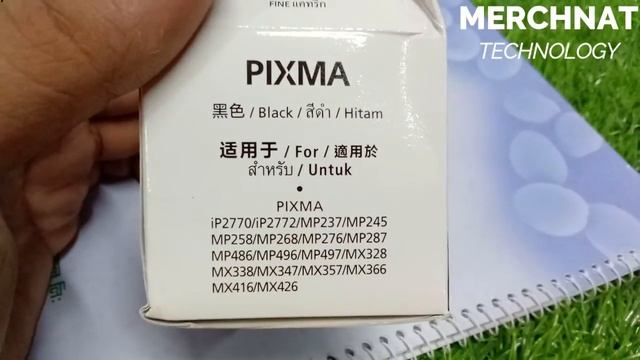 MERCHNAT
TECHNOLOGY
FINE แคทริก
PIXMA
黑色 / Black / สีดำ / Hitam
适用于 / For / 適用於
สำหรับ / Untuk
•
PIXMA
iP2770/iP2772/MP237/MP245
MP258/MP268/MP276/MP287
MP486/MP496/MP497/MX328
MX338/MX347/MX357/MX366
MX416/MX426